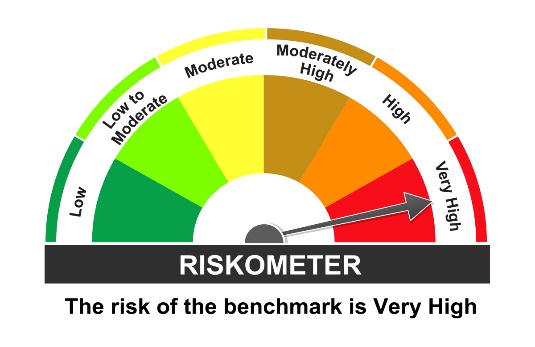 Low
Low to
Moderate
Moderate
Moderately
High
High
Very High
RISKOMETER
The risk of the benchmark is Very High